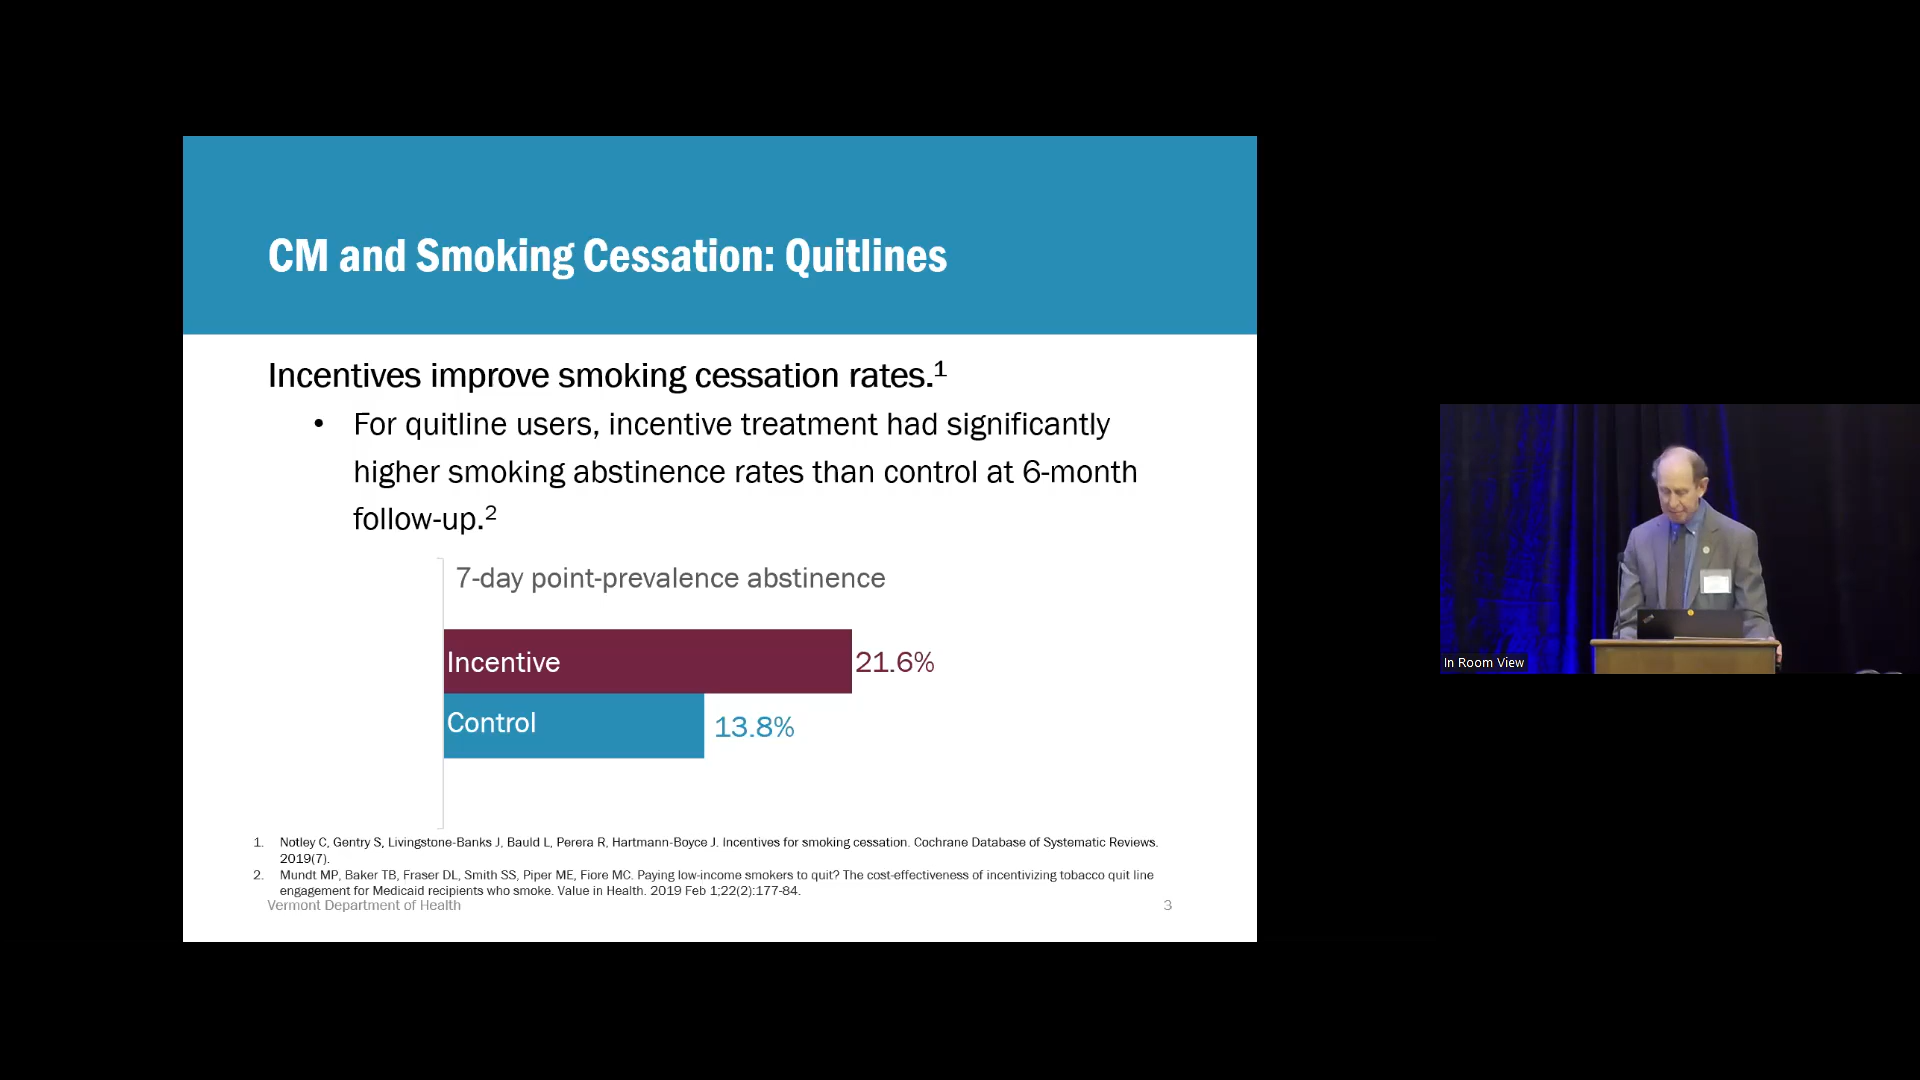 CM and Smoking Cessation: Quitlines
Incentives improve smoking cessation rates.1
• For quitline users, incentive treatment had significantly
higher smoking abstinence rates than control at 6-month
follow-up.2
7-day point-prevalence abstinence
Incentive 21.6%
Control 13.8%
1. Notley C, Gentry S, Livingstone-Banks J, Bauld L, Perera R, Hartmann-Boyce J. Incentives for smoking cessation. Cochrane Database of Systematic Reviews.
2019(7).
2. Mundt MP, Baker TB, Fraser DL, Smith SS, Piper ME, Fiore MC. Paying low-income smokers to quit? The cost-effectiveness of incentivizing tobacco quit line
engagement for Medicaid recipients who smoke. Value in Health. 2019 Feb 1;22(2):177-84.
Vermont Department of Health 3
In Room View